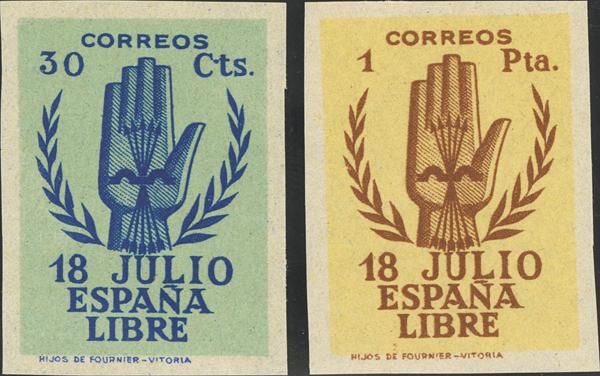 CORREOS
30 Cts.
18 JULIO
ESPAÑA
LIBRE
HIJOS DE FOURNIER-VITORIA
CORREOS
1 Pta.
18 JULIO
ESPAÑA
LIBRE
HIJOS DE FOURNIER-VITORIA